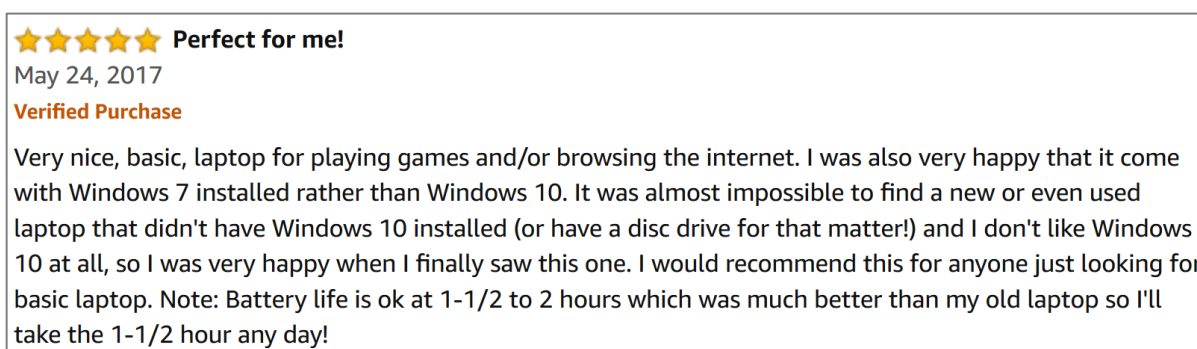 Perfect for me!
May 24, 2017
Verified Purchase
Very nice, basic, laptop for playing games and/or browsing the internet. I was also very happy that it come
with Windows 7 installed rather than Windows 10. It was almost impossible to find a new or even used
laptop that didn't have Windows 10 installed (or have a disc drive for that matter!) and I don't like Windows
10 at all, so I was very happy when I finally saw this one. I would recommend this for anyone just looking for
basic laptop. Note: Battery life is ok at 1-1/2 to 2 hours which was much better than my old laptop so I'll
take the 1-1/2 hour any day!